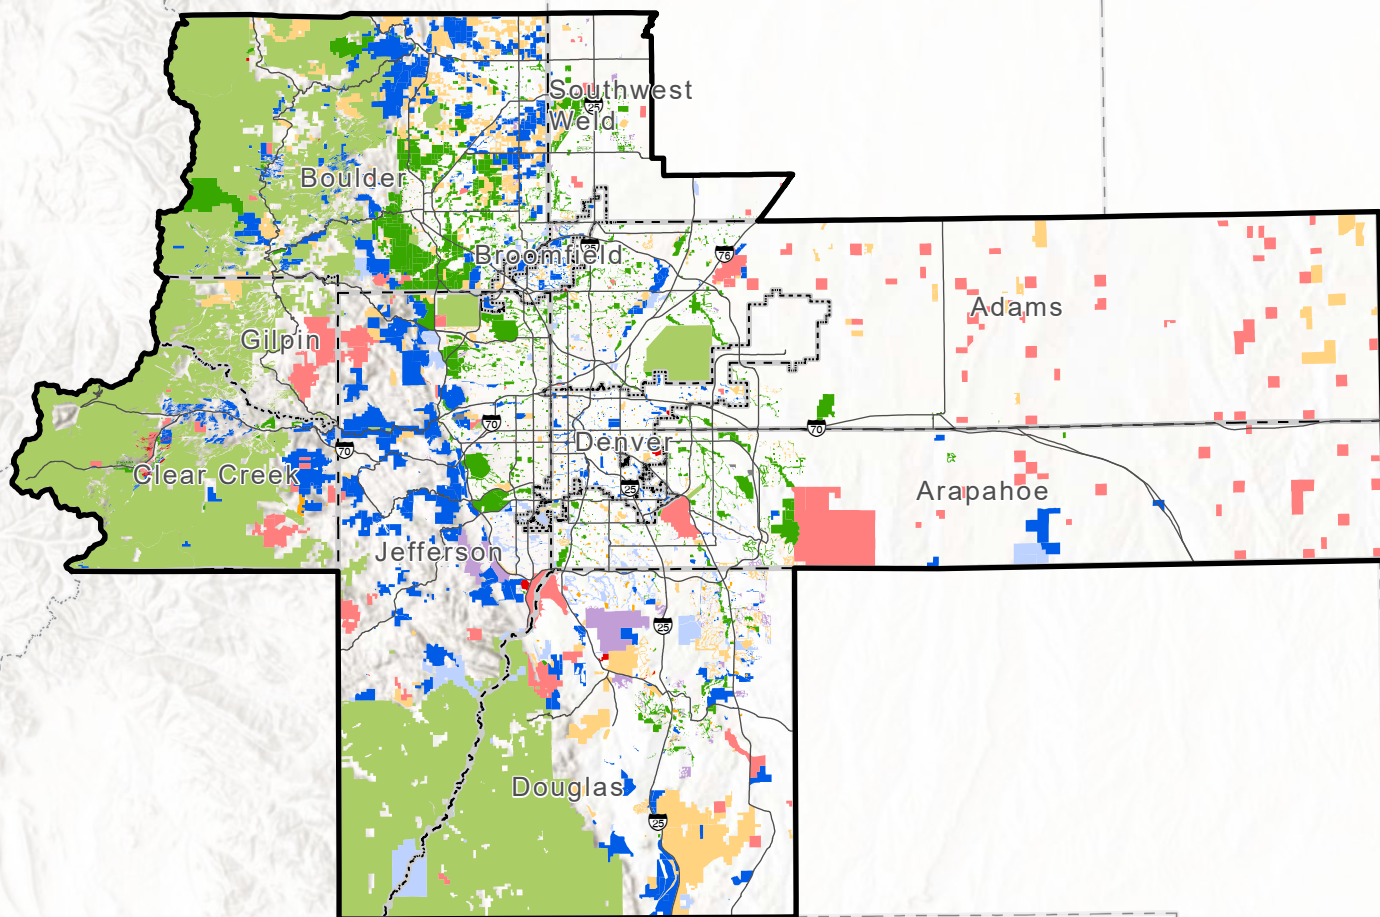 Southwest
Weld
25
Boulder
Broomfield
25
76
Adams
Gilpin
70
70
Denver
70
Clear Creek
25
Arapahoe
Jefferson
25
Douglas
25